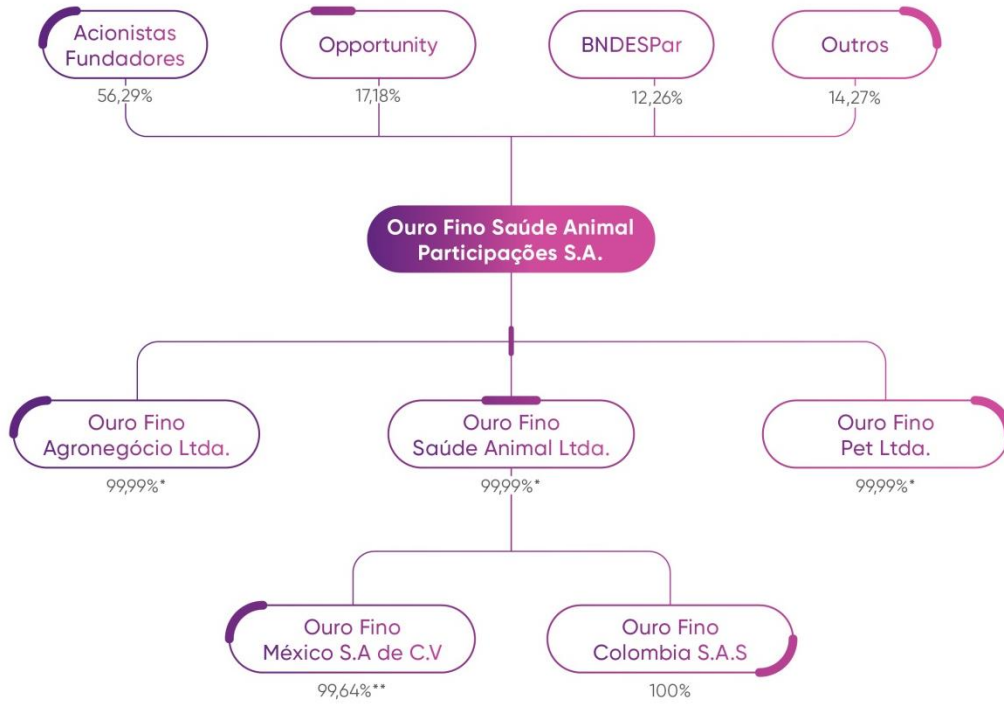 Acionistas
Fundadores
Opportunity
BNDESPar
Outros
56,29%
17,18%
12,26%
14,27%
Ouro Fino Saúde Animal
Participações S.A.
Ouro Fino
Agronegócio Ltda.
Ouro Fino
Saúde Animal Ltda.
Ouro Fino
Pet Ltda.
99,99%*
99,99%*
99,99%*
Ouro Fino
México S.A de C.V
Ouro Fino
Colombia S.A.S
99,64%**
100%